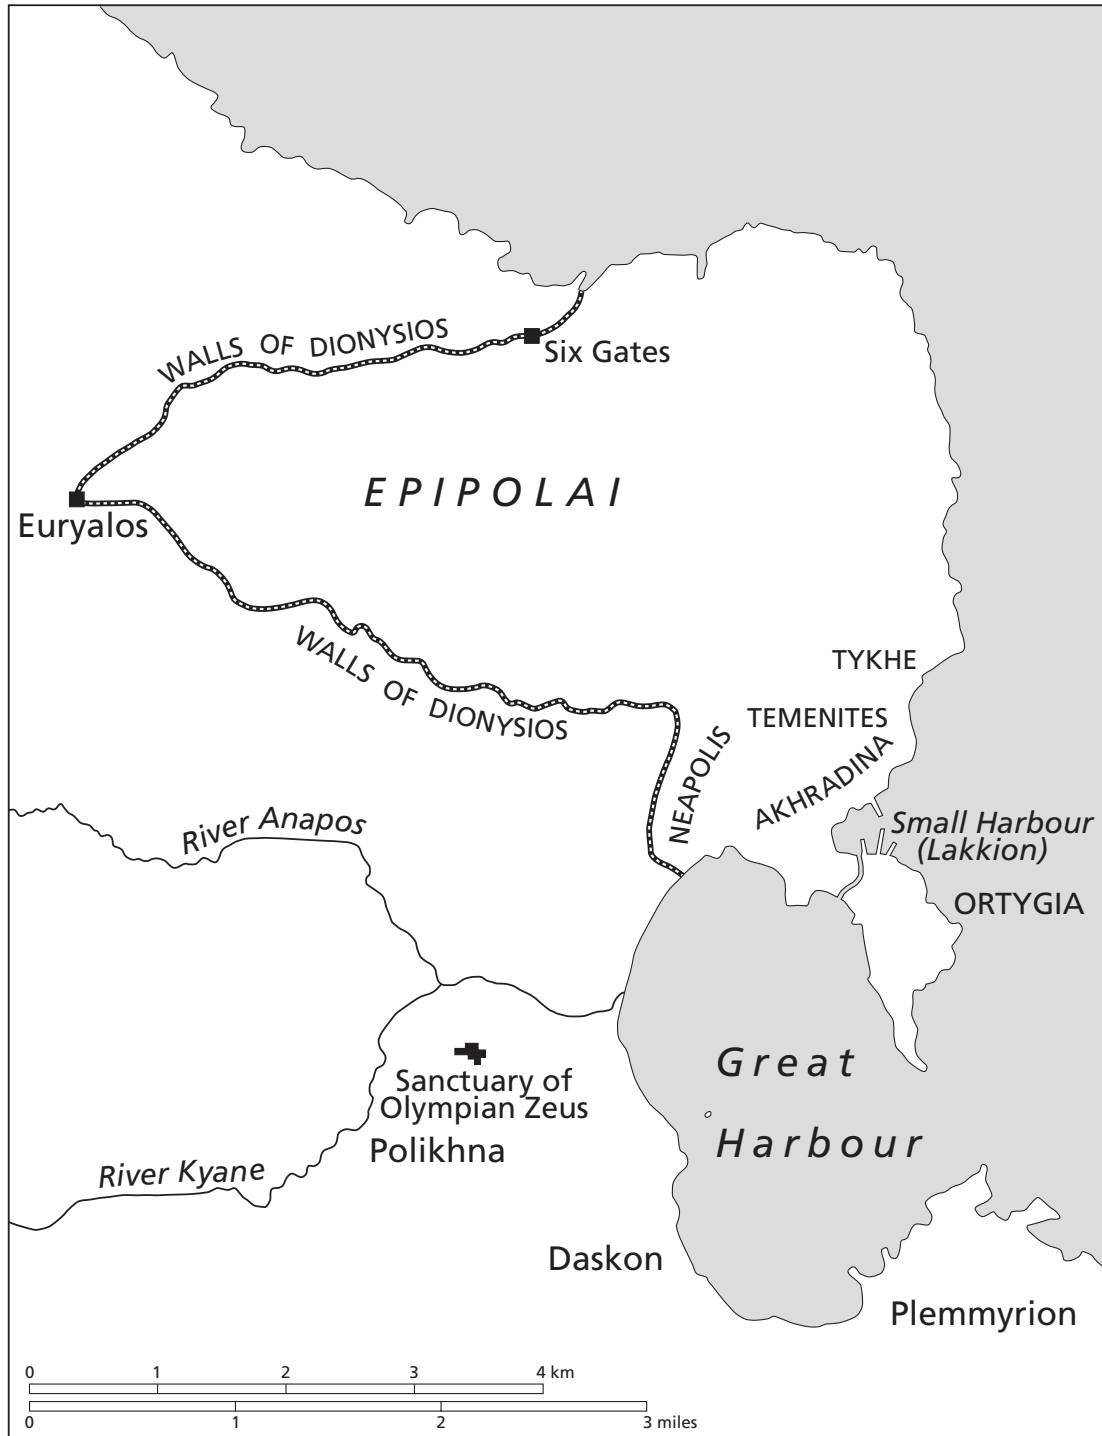 WALLS OF DIONYSIOS
Six Gates
EPIPOLAI
Euryalos
WALLS OF DIONYSIOS
TYKHE
TEMENITES
NEAPOLIS
AKHRADINA
River Anapos
Small Harbour
(Lakkion)
ORTYGIA
Great
Harbour
Sanctuary of
Olympian Zeus
Polikhna
River Kyane
Daskon
Plemmyrion
0 1 2 3 4 km
0 1 2 3 miles